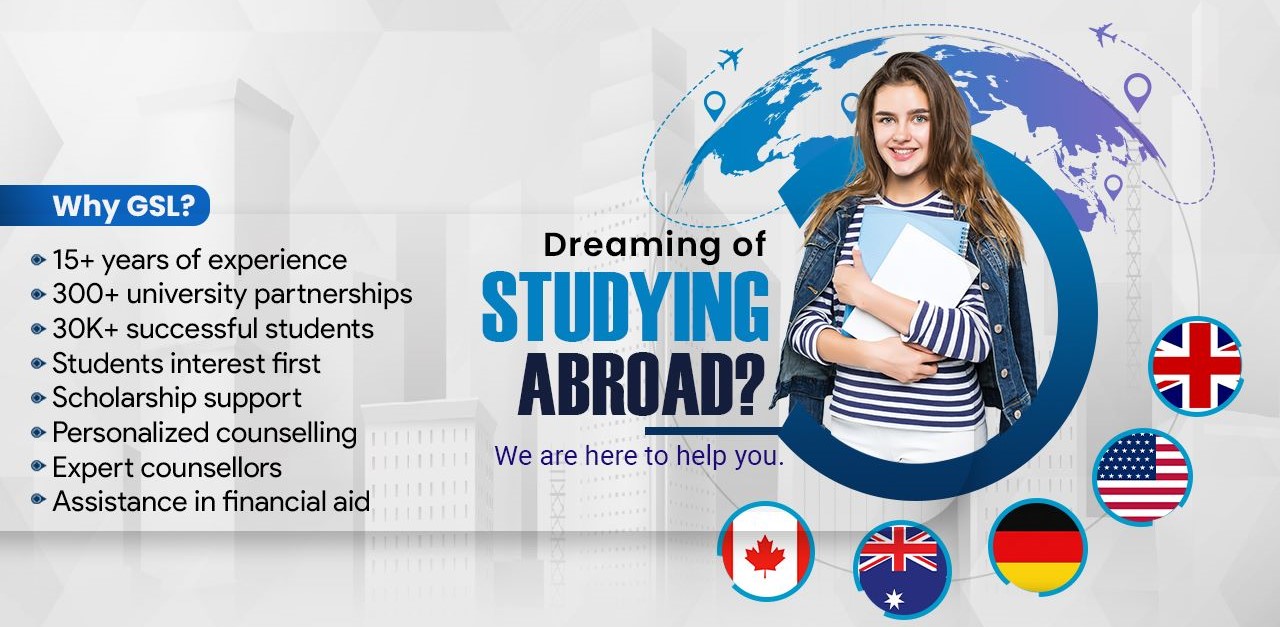 Why GSL?
15+ years of experience
300+ university partnerships
30K+ successful students
Students interest first
Scholarship support
Personalized counselling
Expert counsellors
Assistance in financial aid
Dreaming of
STUDYING
ABROAD?
We are here to help you.